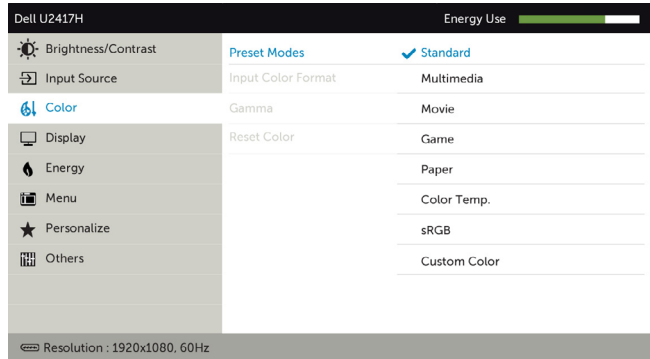 Dell U2417H Energy Use
Brightness/Contrast Preset Modes Standard
Input Source Input Color Format Multimedia
Color Gamma Movie
Display Reset Color Game
Energy Paper
Menu Color Temp.
Personalize sRGB
Others Custom Color
Resolution : 1920x1080, 60Hz